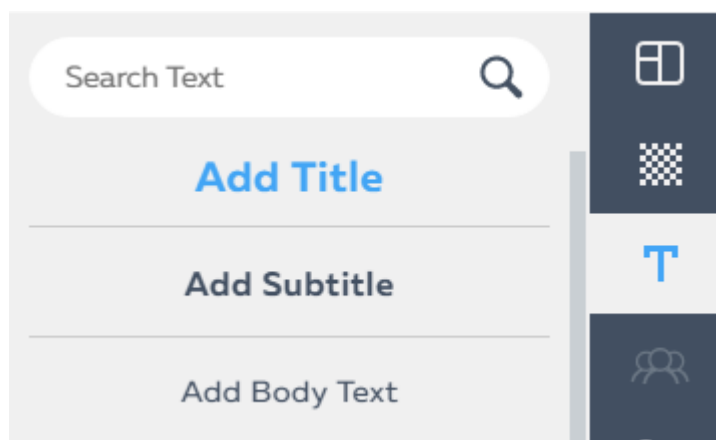 Search Text
Add Title
T
Add Subtitle
Add Body Text